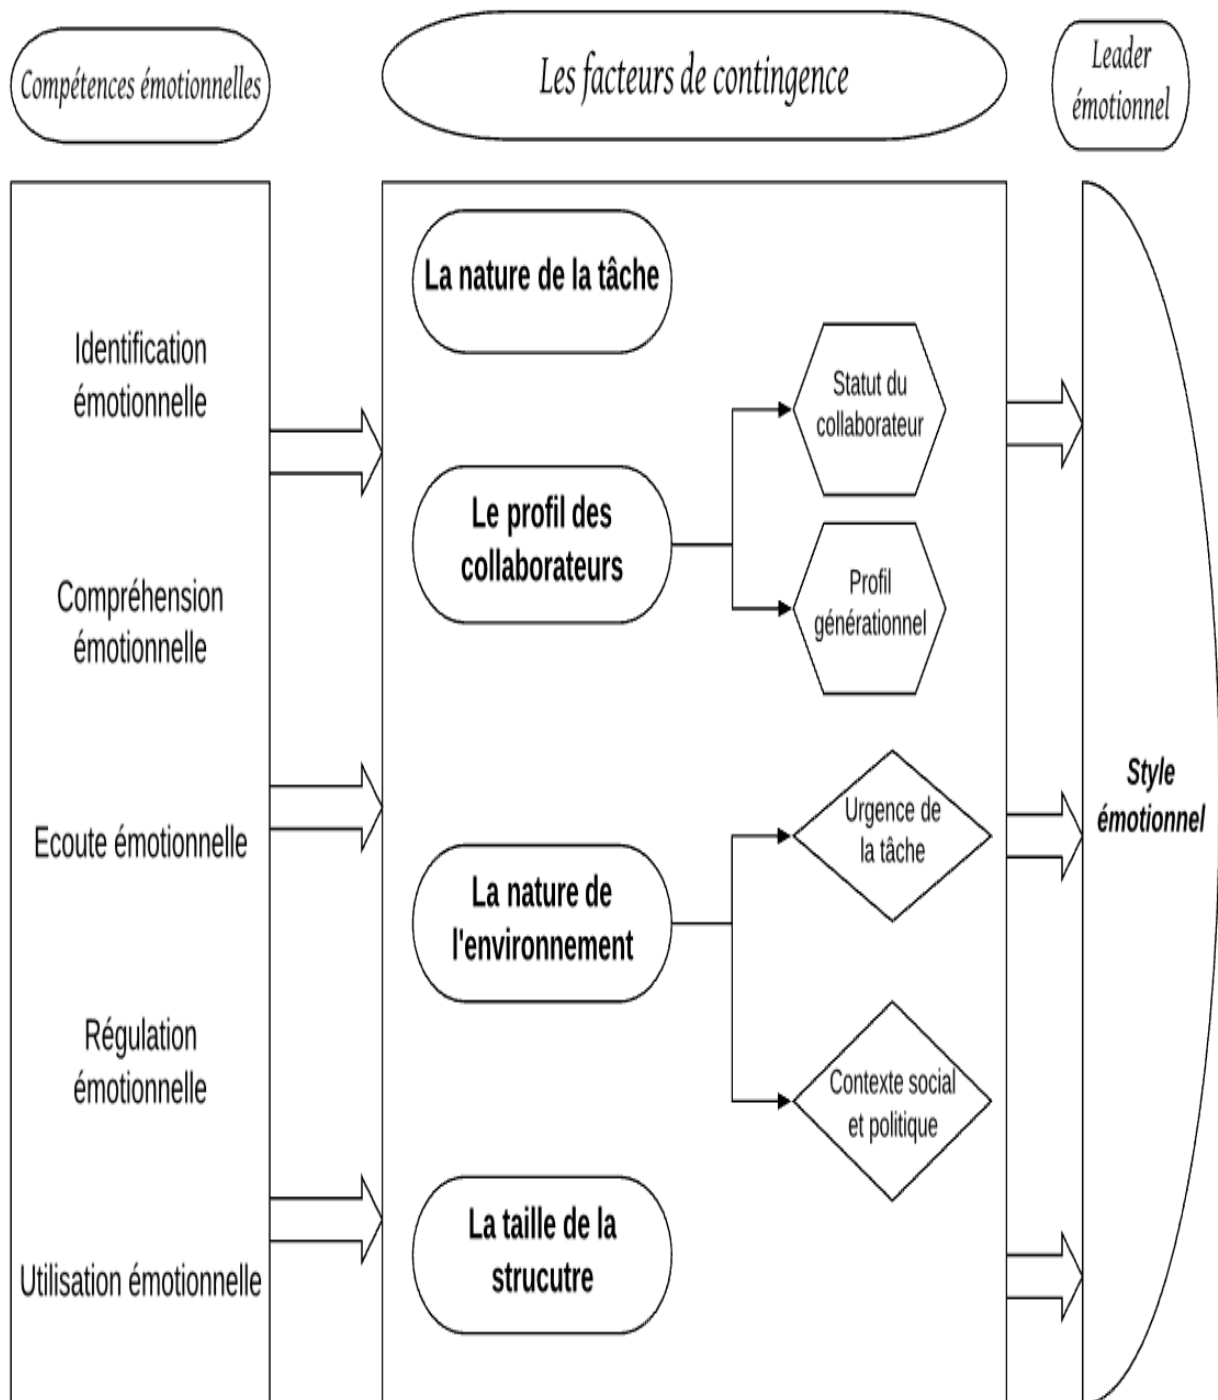 Compétences émotionnelles
Les facteurs de contingence
Leader
émotionnel
Identification
émotionnelle
Compréhension
émotionnelle
Ecoute émotionnelle
Régulation
émotionnelle
Utilisation émotionnelle
La nature de la tâche
Le profil des
collaborateurs
Statut du
collaborateur
Profil
générationnel
La nature de
l'environnement
Urgence de
la tâche
Contexte social
et politique
La taille de la
strucutre
Style
émotionnel